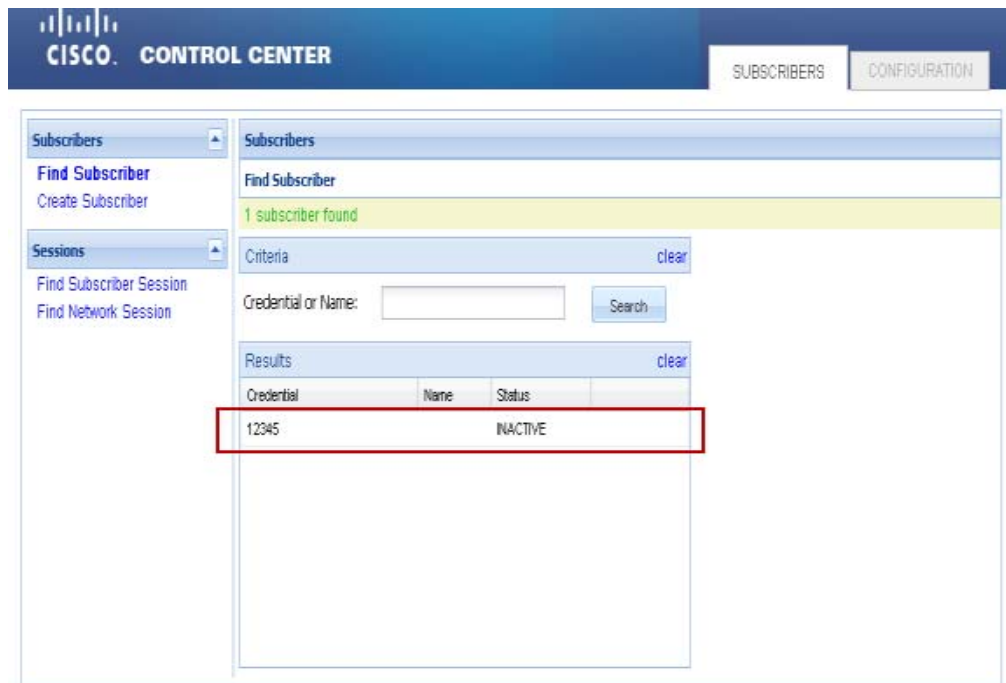 CISCO. CONTROL CENTER
SUBSCRIBERS
CONFIGURATION
Subscribers
Find Subscriber
Create Subscriber
Sessions
Find Subscriber Session
Find Network Session
Subscribers
Find Subscriber
1 subscriber found
Criteria clear
Credential or Name: Search
Results clear
Credential Name Status
12345 INACTIVE